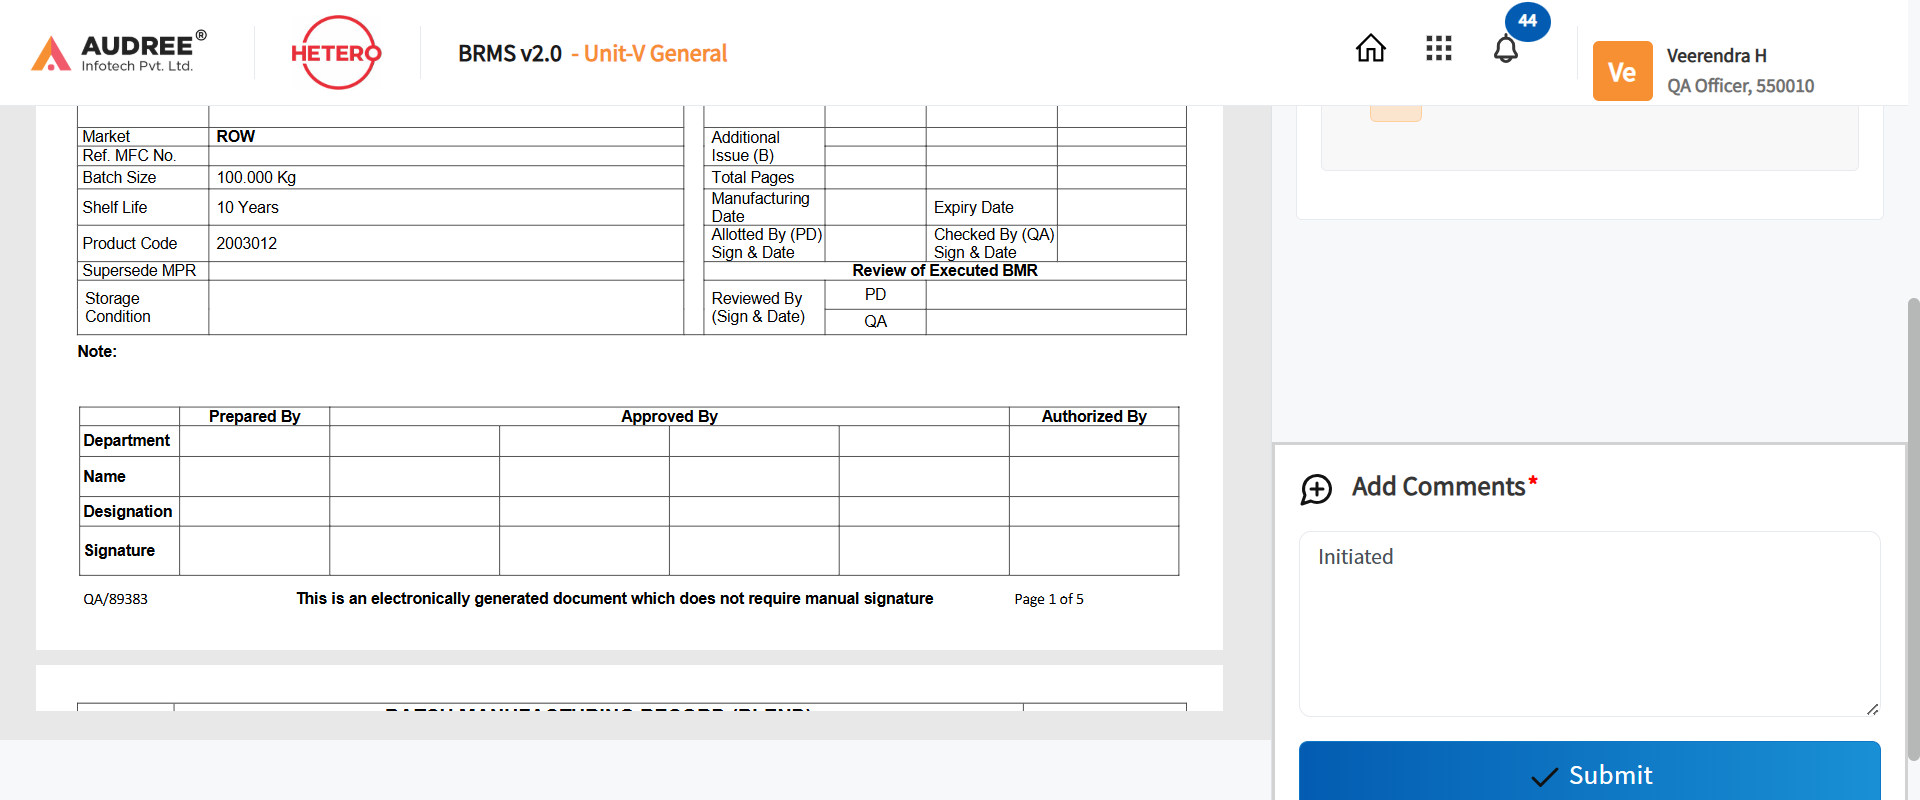 AUDREE®
Infotech Pvt. Ltd.
HETERO
BRMS v2.0 - Unit-V General
44
Ve
Veerendra H
QA Officer, 550010
Market ROW
Ref. MFC No.
Batch Size 100.000 Kg
Shelf Life 10 Years
Product Code 2003012
Supersede MPR
Storage
Condition
Additional
Issue (B)
Total Pages
Manufacturing
Date
Expiry Date
Allotted By (PD)
Sign & Date
Checked By (QA)
Sign & Date
Review of Executed BMR
Reviewed By
(Sign & Date)
PD
QA
Note:
Prepared By Approved By Authorized By
Department
Name
Designation
Signature
QA/89383 This is an electronically generated document which does not require manual signature Page 1 of 5
BATCH MANUFACTURING RECORD (BLEND)
Add Comments*
Initiated
Submit